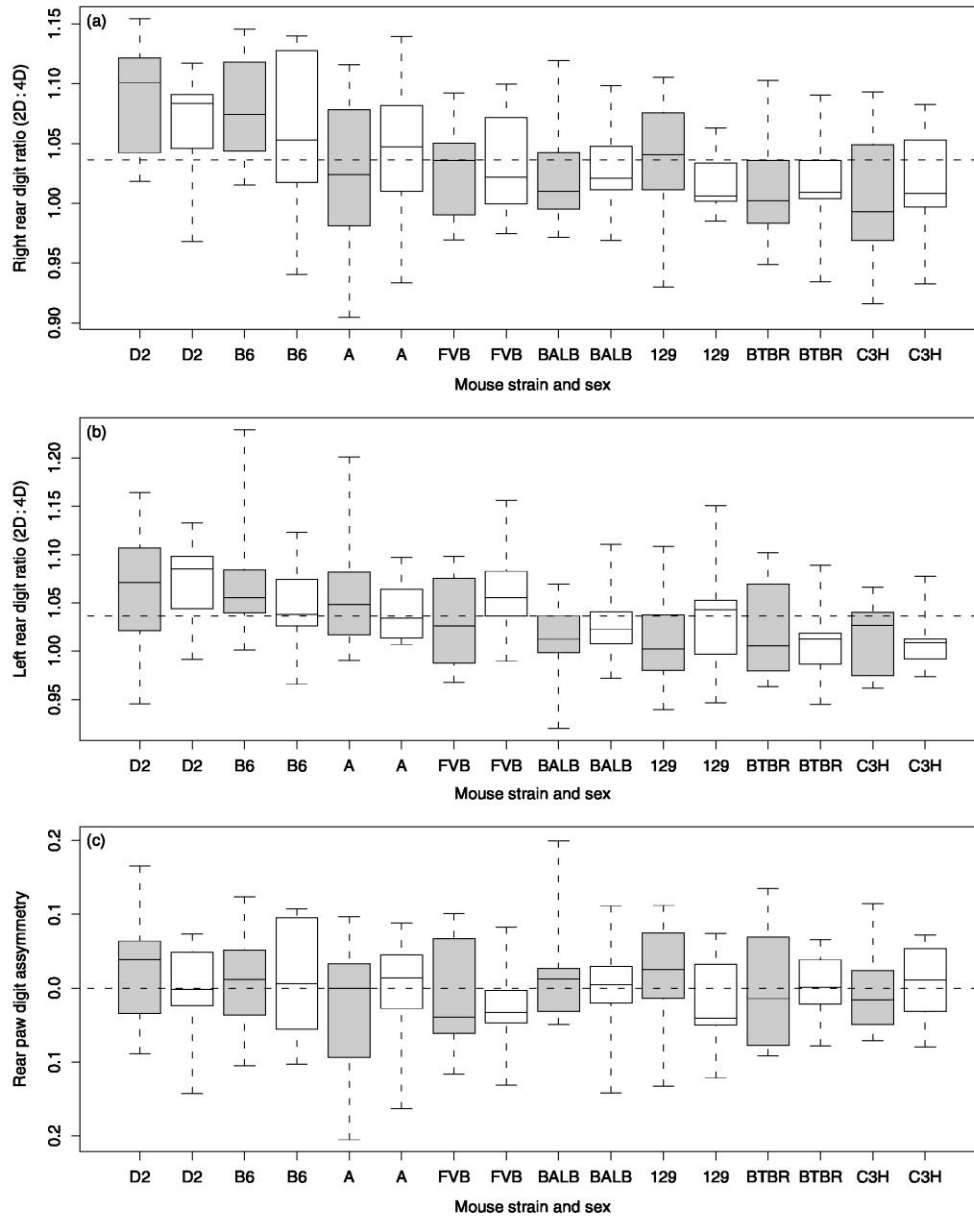 (a)
Right rear digit ratio (2D : 4D)
1.15
1.10
1.05
1.00
0.95
0.90
D2 D2 B6 B6 A A FVB FVB BALB BALB 129 129 BTBR BTBR C3H C3H
Mouse strain and sex
(b)
Left rear digit ratio (2D : 4D)
1.20
1.15
1.10
1.05
1.00
0.95
D2 D2 B6 B6 A A FVB FVB BALB BALB 129 129 BTBR BTBR C3H C3H
Mouse strain and sex
(c)
Rear paw digit assymmetry
0.2
0.1
0.0
0.1
0.2
D2 D2 B6 B6 A A FVB FVB BALB BALB 129 129 BTBR BTBR C3H C3H
Mouse strain and sex